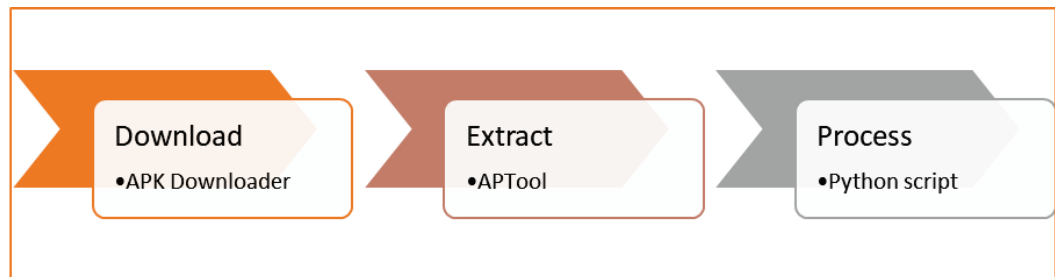 Download
•APK Downloader
Extract
•APTool
Process
•Python script